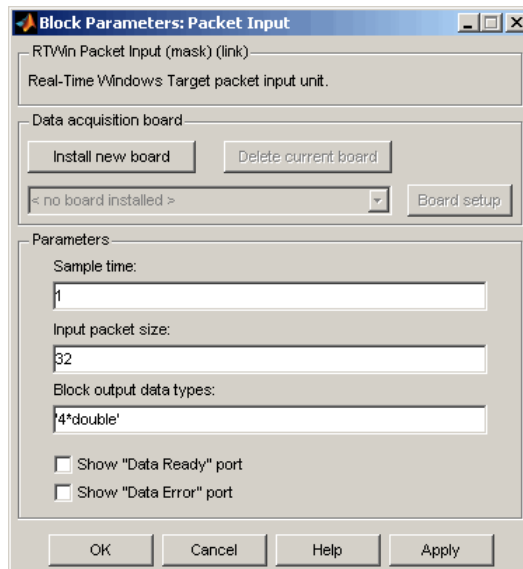 Block Parameters: Packet Input
RTWin Packet Input (mask) (link)
Real-Time Windows Target packet input unit.
Data acquisition board
Install new board Delete current board
< no board installed > Board setup
Parameters
Sample time:
1
Input packet size:
32
Block output data types:
'4*double'
Show "Data Ready" port
Show "Data Error" port
OK Cancel Help Apply